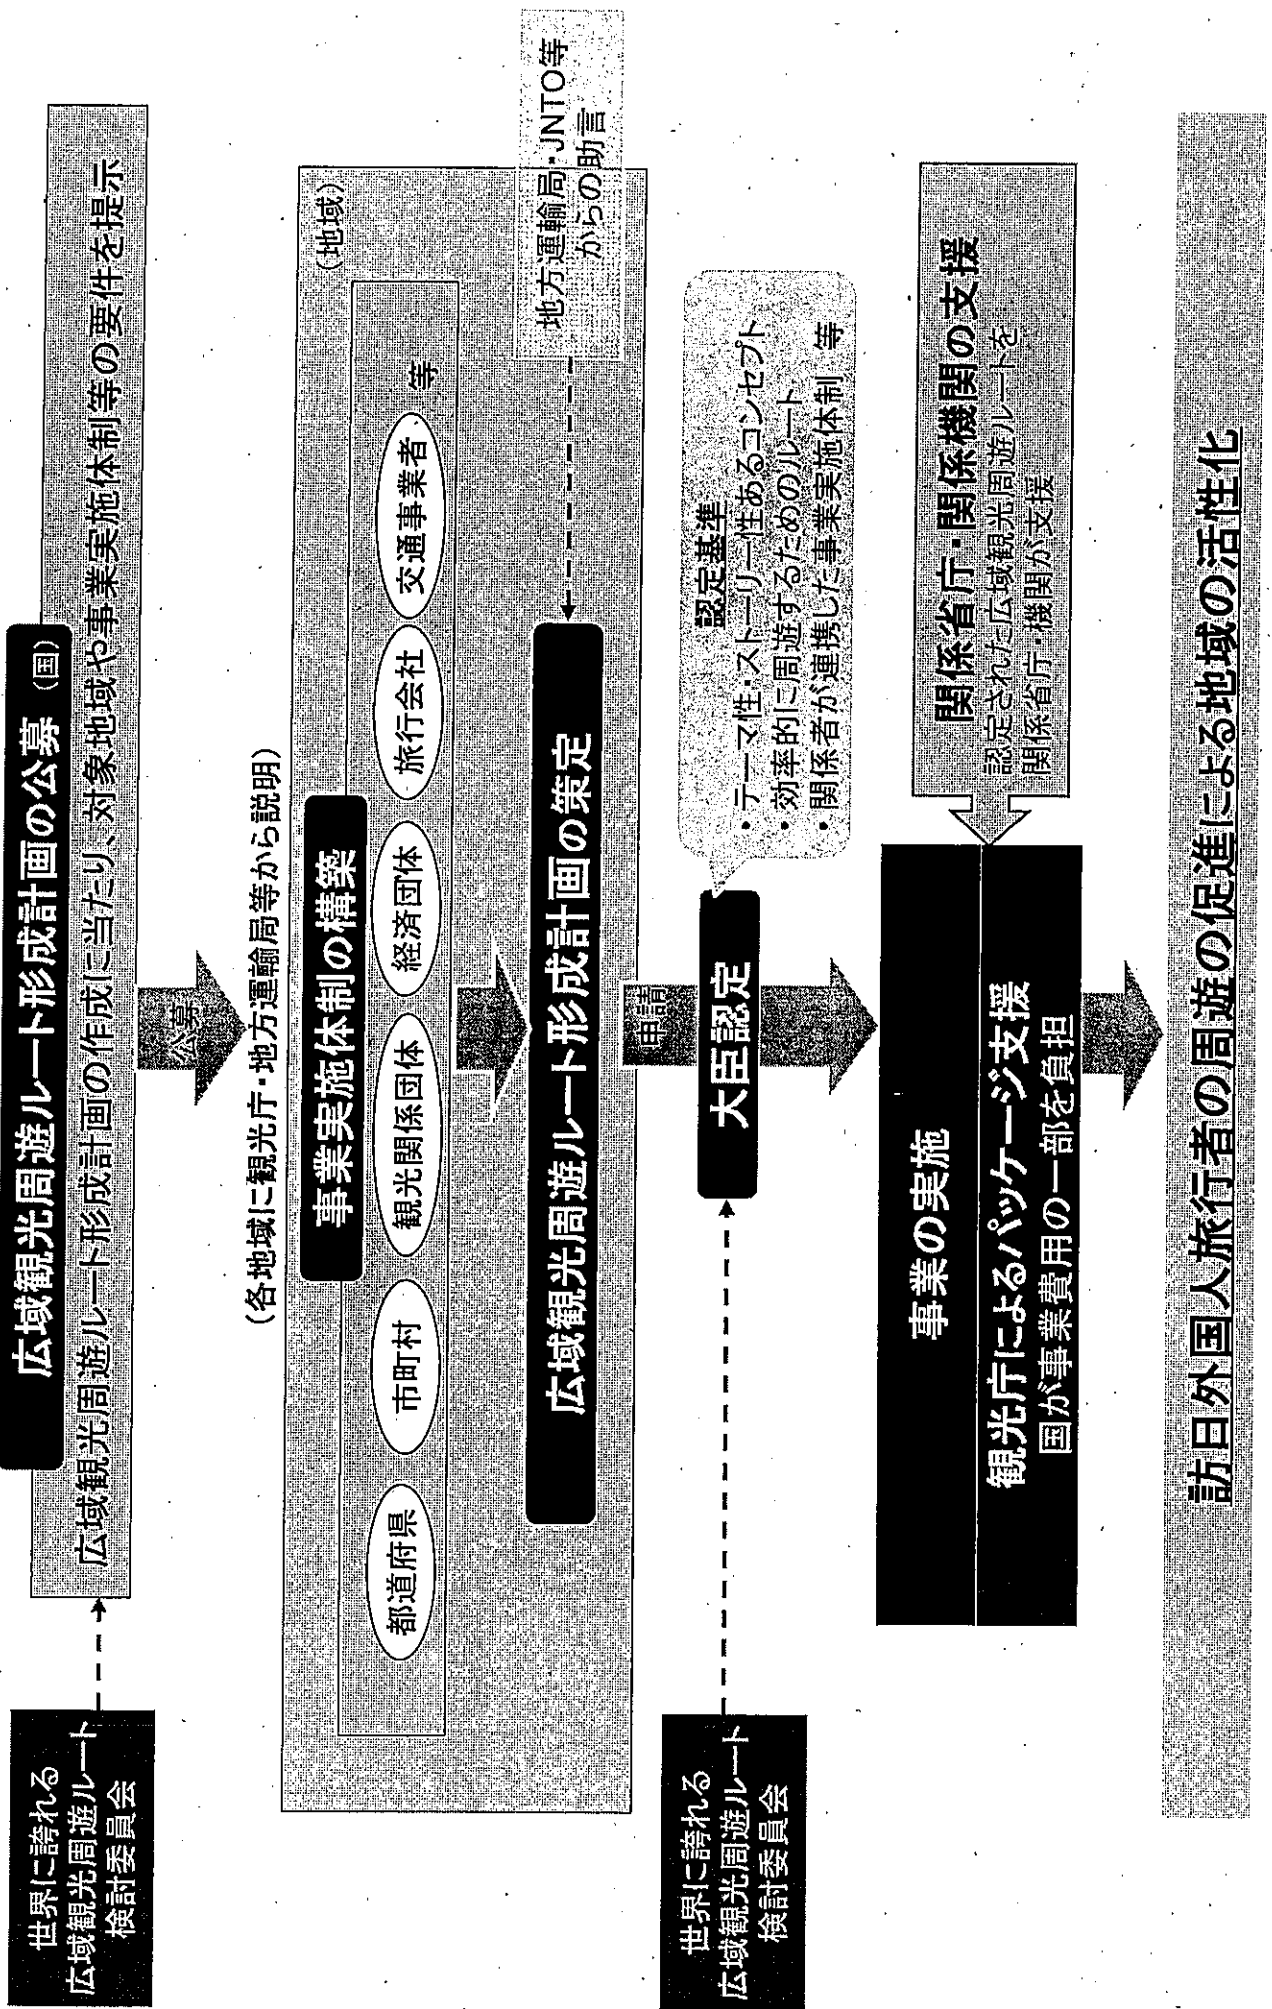 広域観光周遊ルート形成計画の公募（国）
広域観光周遊ルート形成計画の作成に当たり、対象地域や事業実施体制等の要件を提示
世界に誇れる
広域観光周遊ルート
検討委員会
公募
（各地域に観光庁・地方運輸局等から説明）
（地域）
事業実施体制の構築
都道府県
市町村
観光関係団体
経済団体
旅行会社
交通事業者
等
広域観光周遊ルート形成計画の策定
地方運輸局・JNTO等
からの助言
申請
世界に誇れる
広域観光周遊ルート
検討委員会
大臣認定
認定基準
・テーマ性・ストーリー性あるコンセプト
・効率的に周遊するためのルート
・関係者が連携した事業実施体制　等
事業の実施
観光庁によるパッケージ支援
国が事業費用の一部を負担
関係省庁・関係機関の支援
認定された広域観光周遊ルートを
関係省庁・機関が支援
訪日外国人旅行者の周遊の促進による地域の活性化